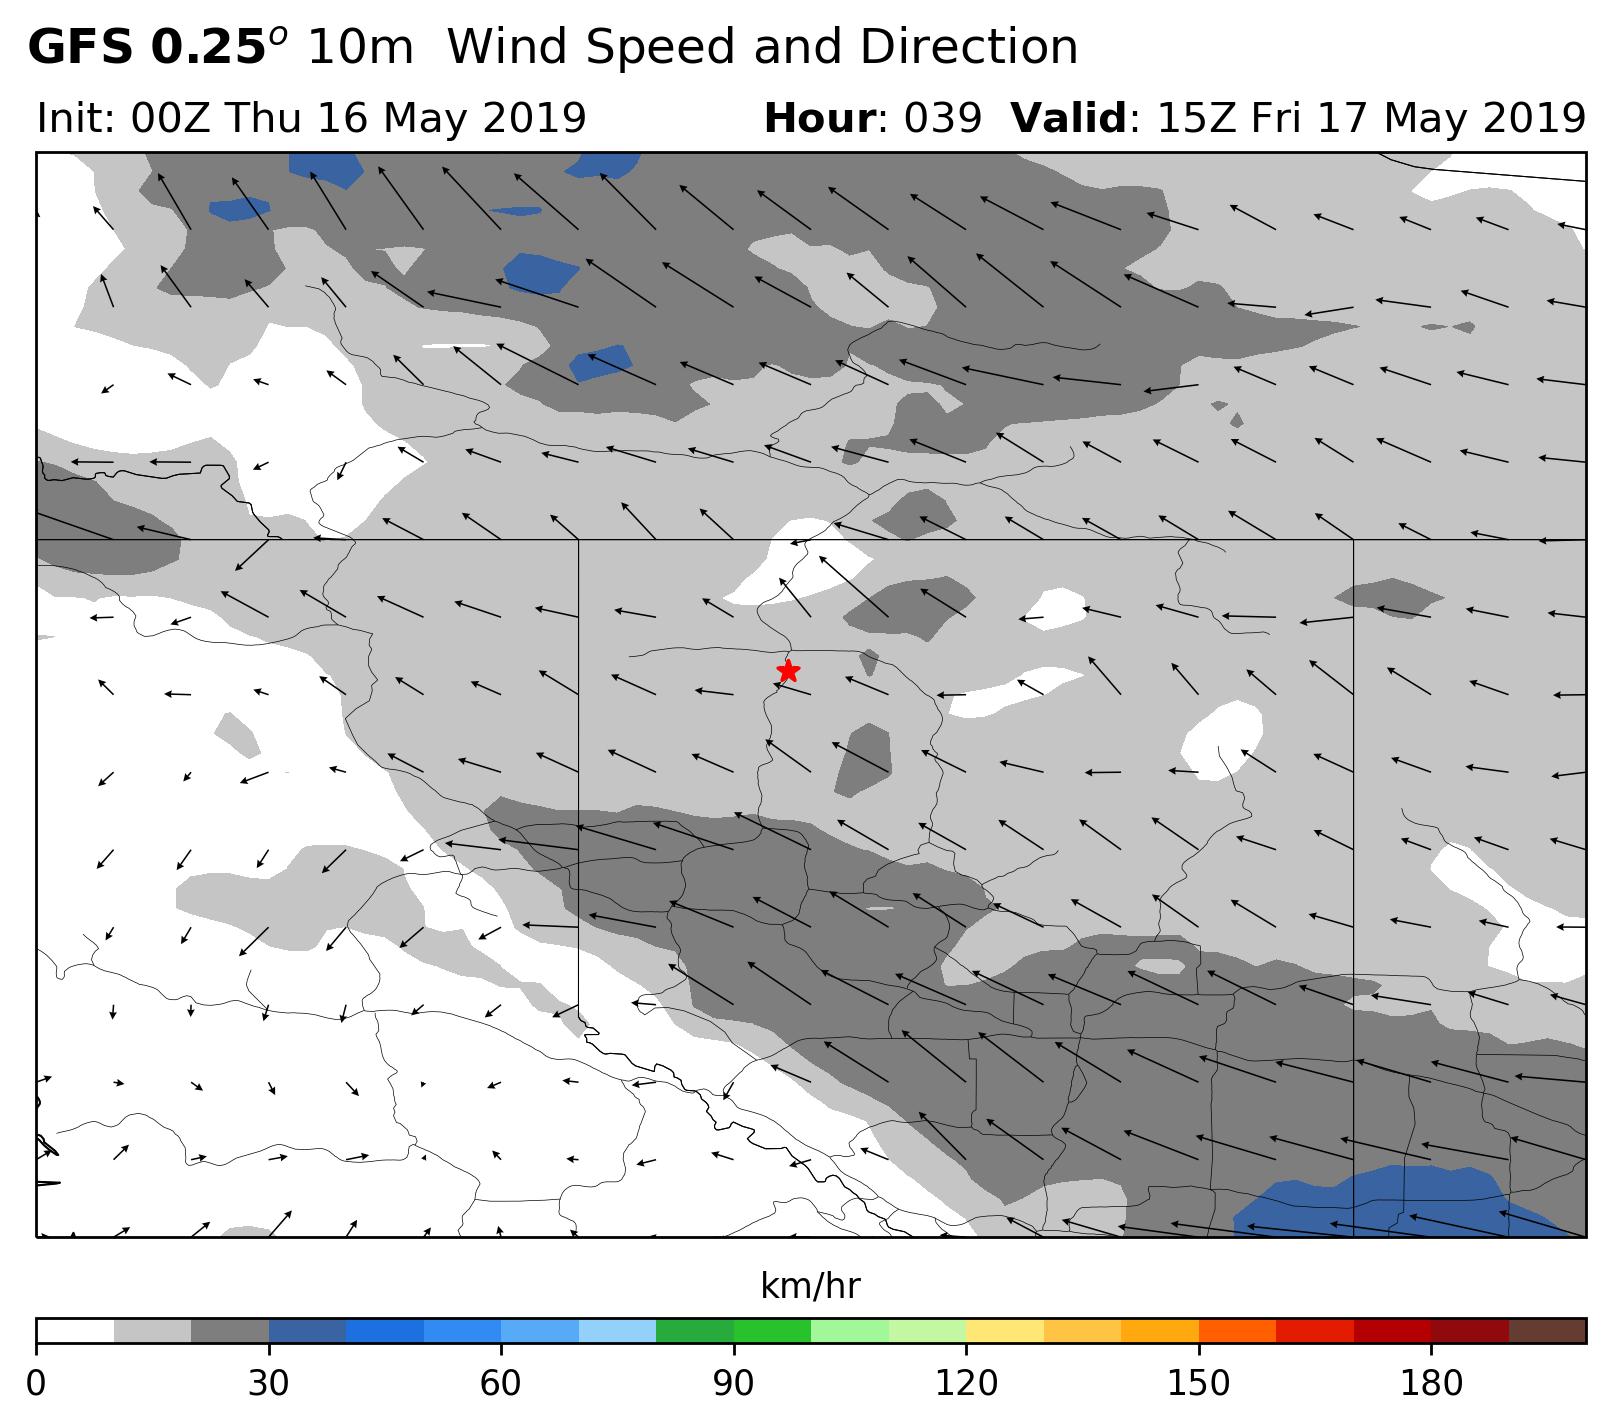 GFS 0.25° 10m Wind Speed and Direction
Init: 00Z Thu 16 May 2019 Hour: 039 Valid: 15Z Fri 17 May 2019
km/hr
0 30 60 90 120 150 180